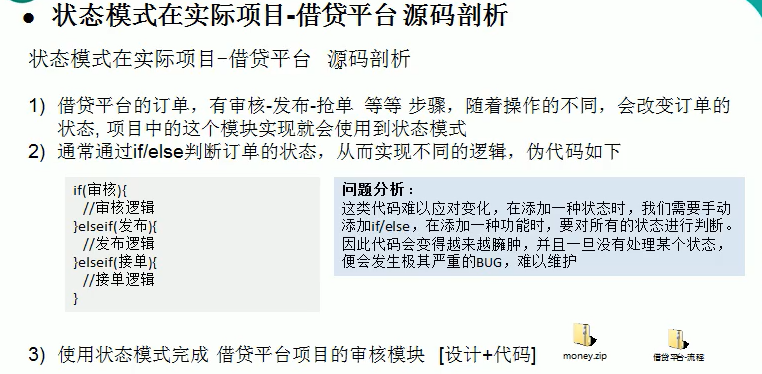 ● 状态模式在实际项目-借贷平台 源码剖析
状态模式在实际项目-借贷平台 源码剖析
1) 借贷平台的订单，有审核-发布-抢单 等等 步骤，随着操作的不同，会改变订单的
状态, 项目中的这个模块实现就会使用到状态模式
2) 通常通过if/else判断订单的状态，从而实现不同的逻辑，伪代码如下
if(审核){
//审核逻辑
}elseif(发布){
//发布逻辑
}elseif(接单){
//接单逻辑
}
问题分析：
这类代码难以应对变化，在添加一种状态时，我们需要手动
添加if/else，在添加一种功能时，要对所有的状态进行判断。
因此代码会变得越来越臃肿，并且一旦没有处理某个状态，
便会发生极其严重的BUG，难以维护
3) 使用状态模式完成 借贷平台项目的审核模块 [设计+代码]
money.zip
借贷平台-流程